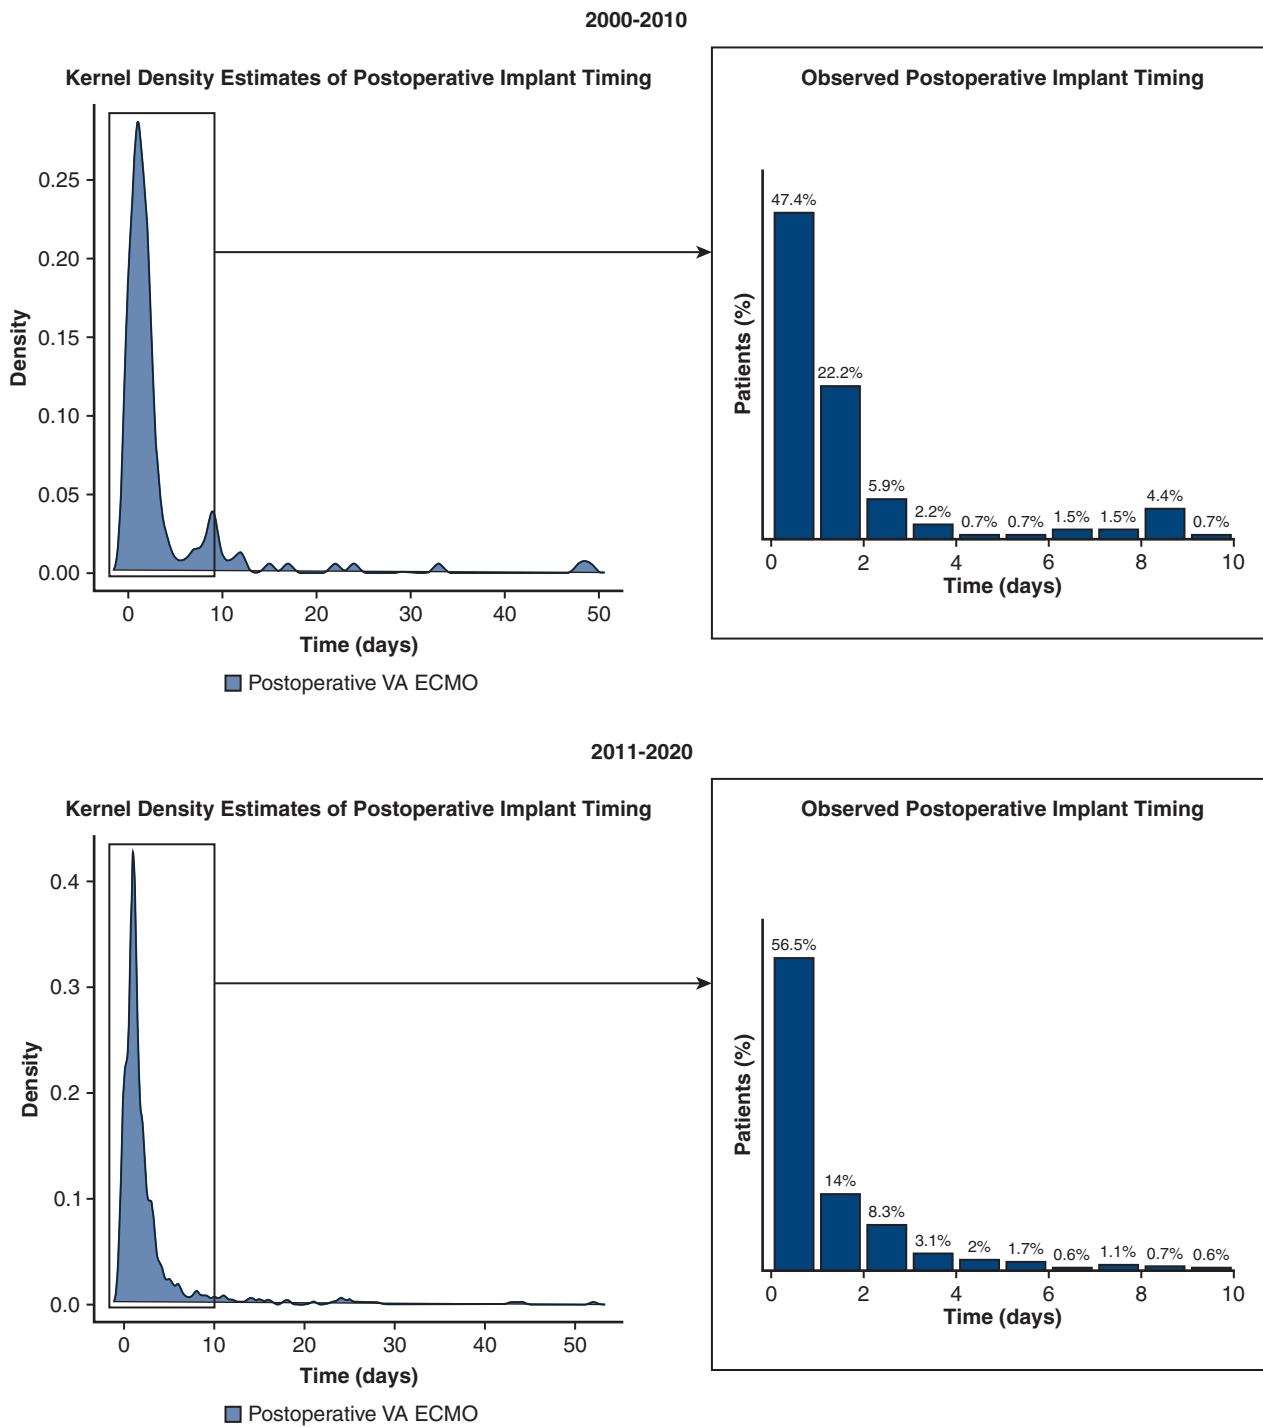 2000-2010
Kernel Density Estimates of Postoperative Implant Timing
Density
0.25
0.20
0.15
0.10
0.05
0.00
0 10 20 30 40 50
Time (days)
Postoperative VA ECMO
Observed Postoperative Implant Timing
Patients (%)
47.4%
22.2%
5.9%
2.2%
0.7%
0.7%
1.5%
1.5%
4.4%
0.7%
0 2 4 6 8 10
Time (days)
2011-2020
Kernel Density Estimates of Postoperative Implant Timing
Density
0.4
0.3
0.2
0.1
0.0
0 10 20 30 40 50
Time (days)
Postoperative VA ECMO
Observed Postoperative Implant Timing
Patients (%)
56.5%
14%
8.3%
3.1%
2%
1.7%
0.6%
1.1%
0.7%
0.6%
0 2 4 6 8 10
Time (days)